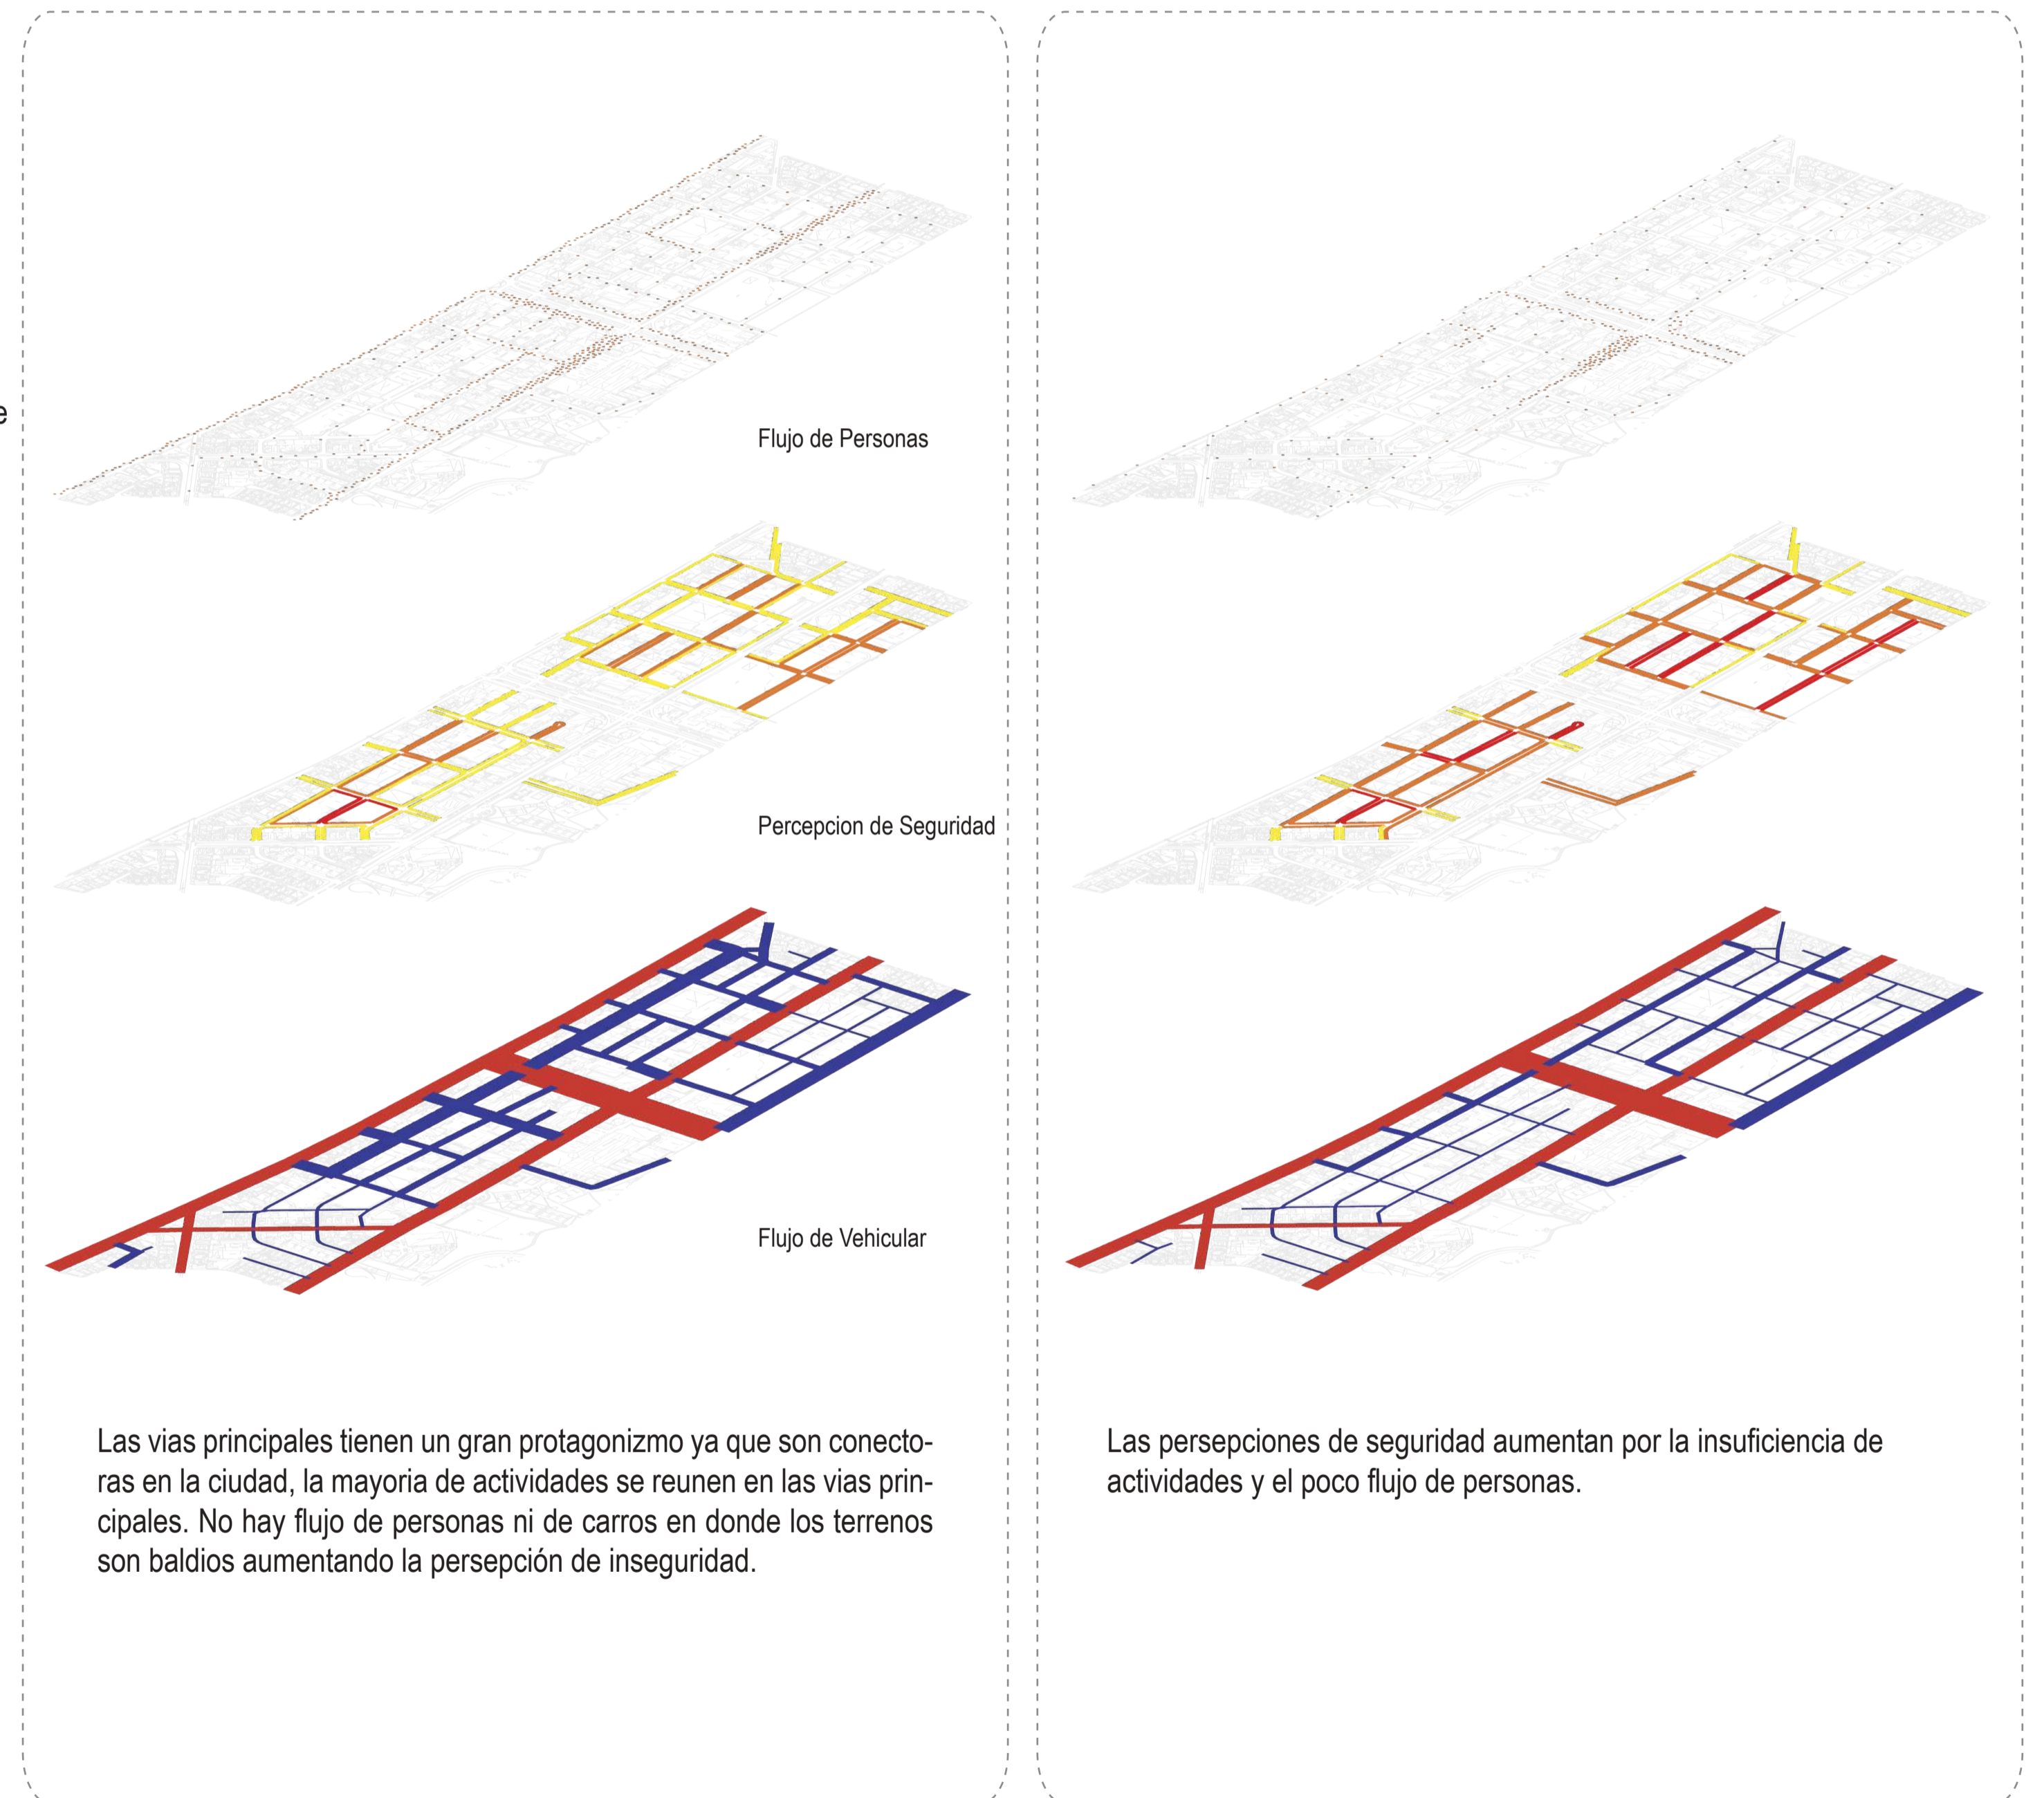 e
Flujo de Personas
Percepcion de Seguridad
Flujo de Vehicular
Las vias principales tienen un gran protagonizmo ya que son conecto-
ras en la ciudad, la mayoria de actividades se reunen en las vias prin-
cipales. No hay flujo de personas ni de carros en donde los terrenos
son baldios aumentando la persepción de inseguridad.
Las persepciones de seguridad aumentan por la insuficiencia de
actividades y el poco flujo de personas.